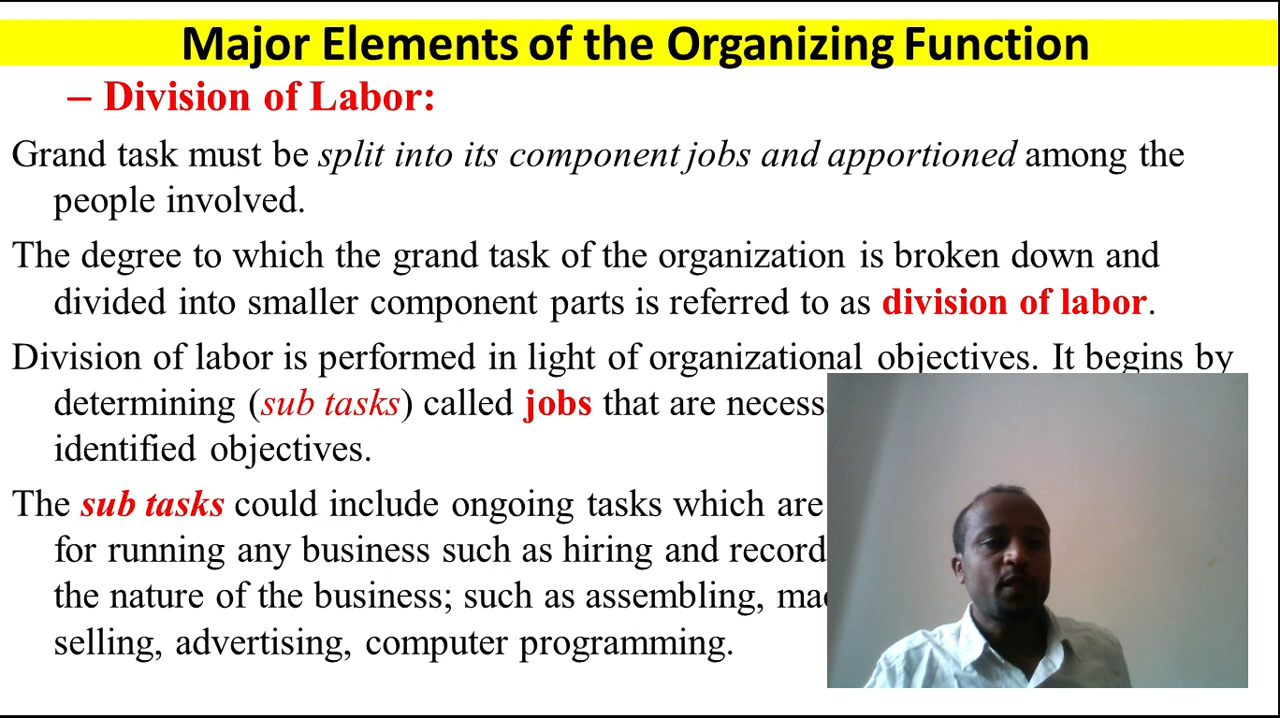 Major Elements of the Organizing Function
– Division of Labor:
Grand task must be split into its component jobs and apportioned among the
people involved.
The degree to which the grand task of the organization is broken down and
divided into smaller component parts is referred to as division of labor.
Division of labor is performed in light of organizational objectives. It begins by
determining (sub tasks) called jobs that are
identified objectives.
The sub tasks could include ongoing tasks which are
for running any business such as hiring and
the nature of the business; such as assembling,
selling, advertising, computer programming.